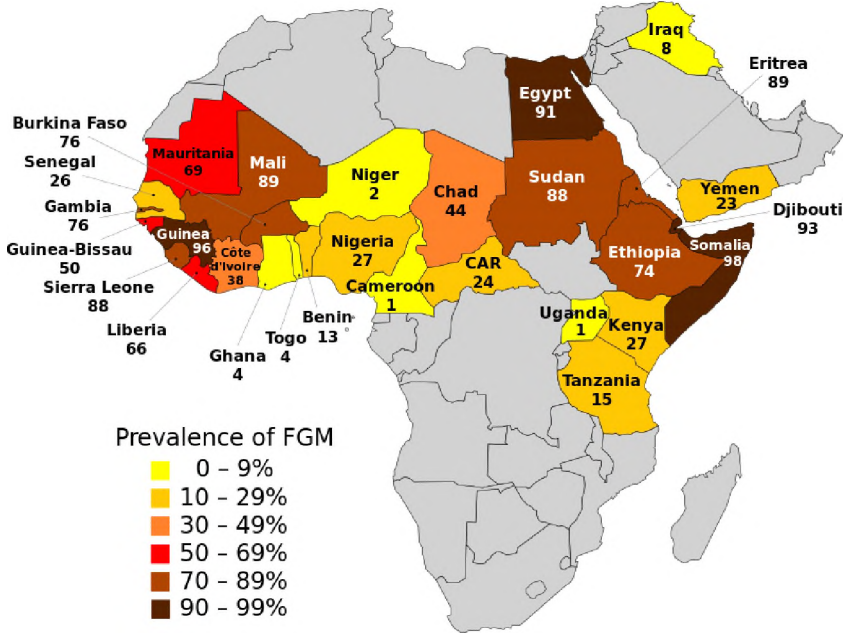 Iraq
8
Eritrea
89
Egypt
91
Burkina Faso
76
Mauritania
69
Mali
89
Niger
2
Chad
44
Sudan
88
Yemen
23
Senegal
26
Gambia
76
Djibouti
93
Guinea
96
Guinea-Bissau
50
Côte
d'Ivoire
38
Nigeria
27
Ethiopia
74
Somalia
98
CAR
24
Sierra Leone
88
Cameroon
1
Liberia
66
Benin
13
Togo
4
Ghana
4
Uganda
1
Kenya
27
Tanzania
15
Prevalence of FGM
0 – 9%
10 – 29%
30 – 49%
50 – 69%
70 – 89%
90 – 99%